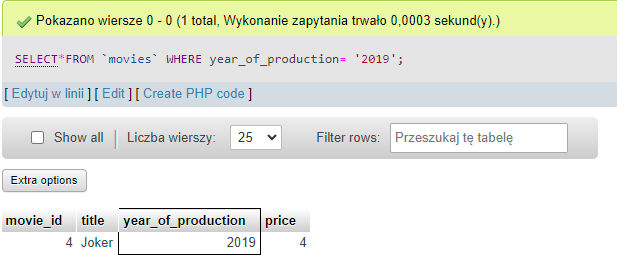 Pokazano wiersze 0 - 0 (1 total, Wykonanie zapytania trwało 0,0003 sekund(y).)
SELECT*FROM `movies` WHERE year_of_production= '2019';
[ Edytuj w linii ] [ Edit ] [ Create PHP code ]
Show all Liczba wierszy: 25 Filter rows: Przeszukaj tę tabelę
Extra options
movie_id title year_of_production price
4 Joker 2019 4